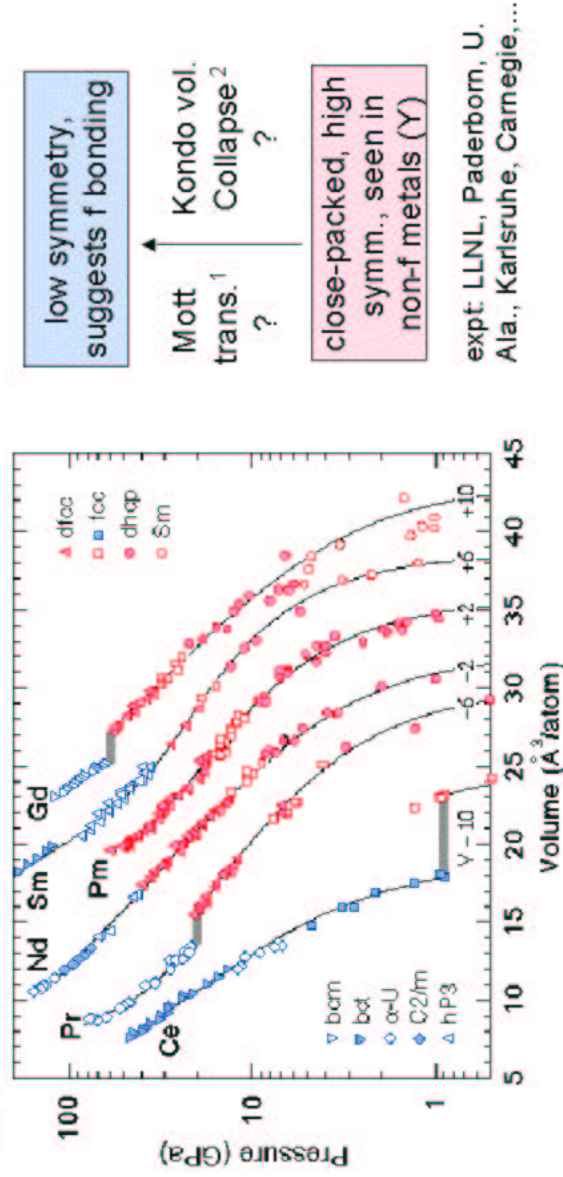 low symmetry,
suggests f bonding
Mott
trans.1
?
Kondo vol.
Collapse2
?
close-packed, high
symm., seen in
non-f metals (Y)
expt: LLNL, Paderborn, U.
Ala., Karlsruhe, Carnegie,...
Pressure (GPa)
100
10
1
Ce
Pr
Nd
Pm
Sm
Gd
dfcc
fcc
dhcp
Sm
bcm
bct
α-U
C2/m
hP3
V−10
−6
−2
+2
+6
+10
5
10
15
20
25
30
35
40
45
Volume (Å3/atom)